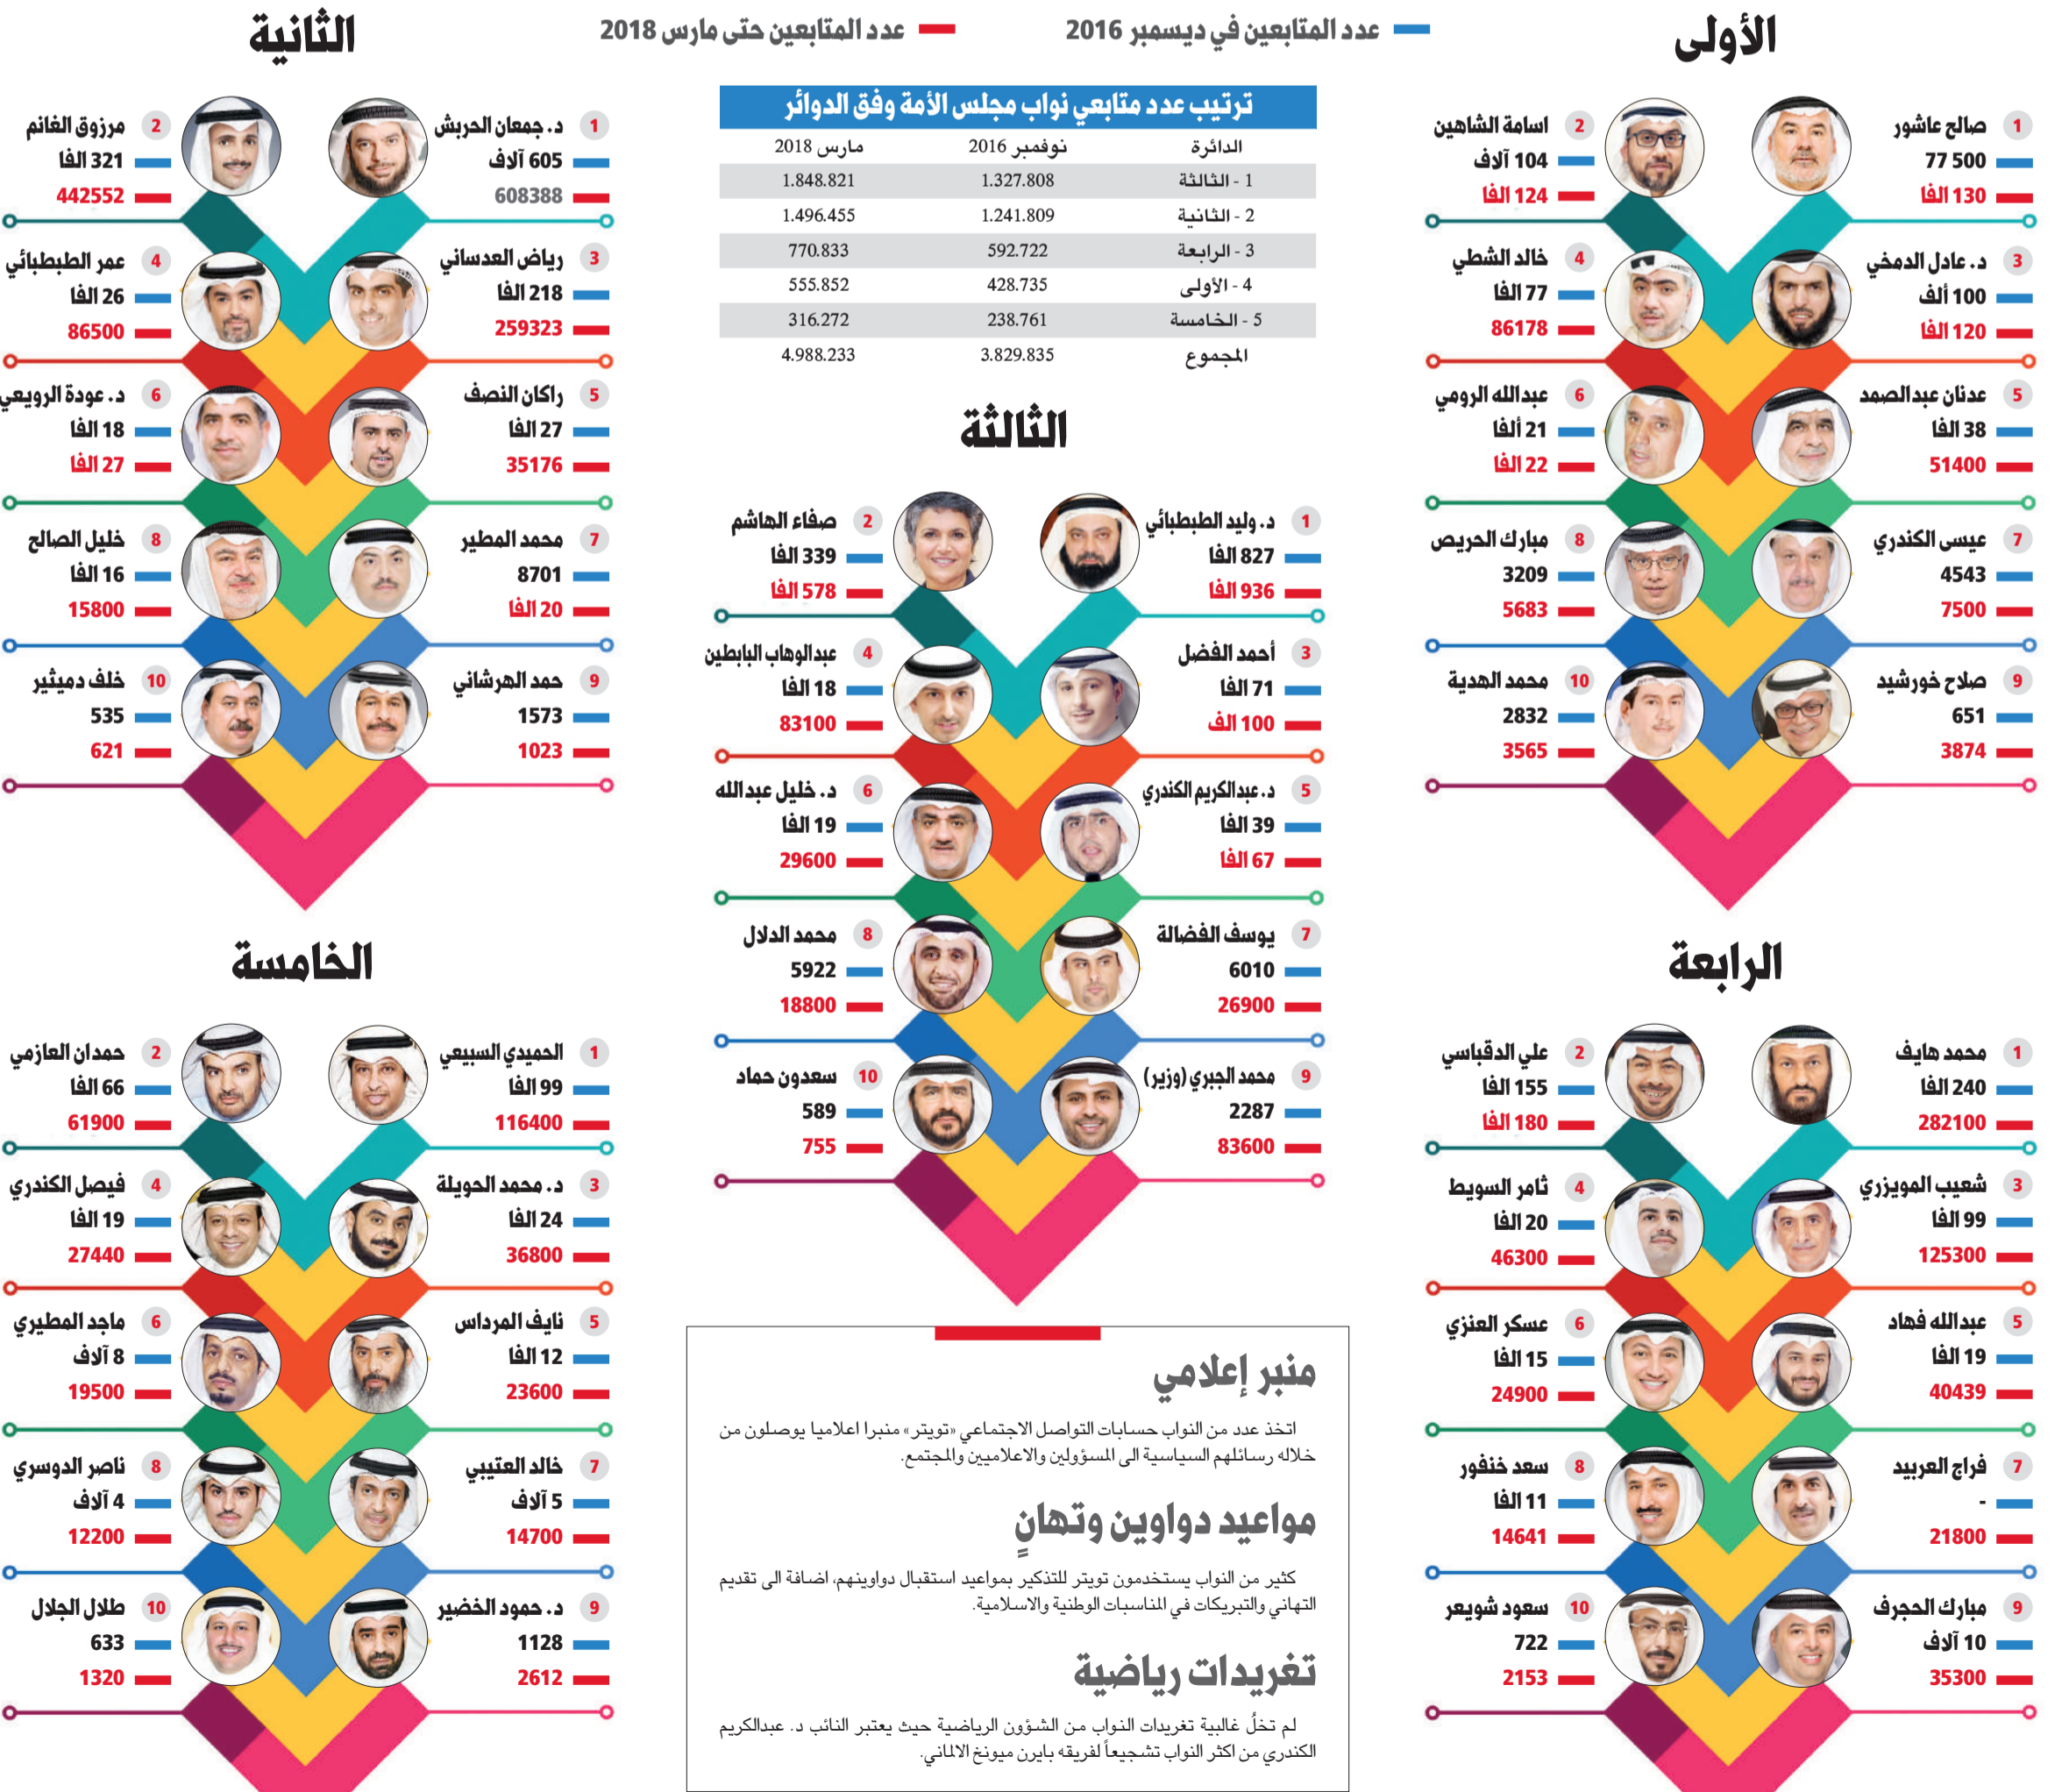 عدد المتابعين في ديسمبر 2016
عدد المتابعين حتى مارس 2018
الأولى
1 صالح عاشور
77 500
130 الفا
2 اسامة الشاهين
104 آلاف
124 الفا
3 د. عادل الدمخي
100 ألف
120 الفا
4 خالد الشطي
77 الفا
86178
5 عدنان عبدالصمد
38 الفا
51400
6 عبدالله الرومي
21 ألفا
22 الفا
7 عيسى الكندري
4543
7500
8 مبارك الحريص
3209
5683
9 صلاح خورشيد
651
3874
10 محمد الهدية
2832
3565
ترتيب عدد متابعي نواب مجلس الأمة وفق الدوائر
الدائرة نوفمبر 2016 مارس 2018
1 - الثالثة 1.327.808 1.848.821
2 - الثانية 1.241.809 1.496.455
3 - الرابعة 592.722 770.833
4 - الأولى 428.735 555.852
5 - الخامسة 238.761 316.272
المجموع 3.829.835 4.988.233
الثانية
1 د. جمعان الحربش
605 آلاف
608388
2 مرزوق الغانم
321 الفا
442552
3 رياض العدساني
218 الفا
259323
4 عمر الطبطبائي
26 الفا
86500
5 راكان النصف
27 الفا
35176
6 د. عودة الرويعي
18 الفا
27 الفا
7 محمد المطير
8701
20 الفا
8 خليل الصالح
16 الفا
15800
9 حمد الهرشاني
1573
1023
10 خلف دميثير
535
621
الثالثة
1 د. وليد الطبطبائي
827 الفا
936 الفا
2 صفاء الهاشم
339 الفا
578 الفا
3 أحمد الفضل
71 الفا
100 الف
4 عبدالوهاب البابطين
18 الفا
83100
5 د. عبدالكريم الكندري
39 الفا
67 الفا
6 د. خليل عبدالله
19 الفا
29600
7 يوسف الفضالة
6010
26900
8 محمد الدلال
5922
18800
9 محمد الجبري (وزير)
2287
83600
10 سعدون حماد
589
755
الرابعة
1 محمد هايف
240 الفا
282100
2 علي الدقباسي
155 الفا
180 الفا
3 شعيب المويزري
99 الفا
125300
4 ثامر السويط
20 الفا
46300
5 عبدالله فهاد
19 الفا
40439
6 عسكر العنزي
15 الفا
24900
7 فراج العربيد
-
21800
8 سعد خنفور
11 الفا
14641
9 مبارك الحجرف
10 آلاف
35300
10 سعود شويعر
722
2153
الخامسة
1 الحميدي السبيعي
99 الفا
116400
2 حمدان العازمي
66 الفا
61900
3 د. محمد الحويلة
24 الفا
36800
4 فيصل الكندري
19 الفا
27440
5 نايف المرداس
12 الفا
23600
6 ماجد المطيري
8 آلاف
19500
7 خالد العتيبي
5 آلاف
14700
8 ناصر الدوسري
4 آلاف
12200
9 د. حمود الخضير
1128
2612
10 طلال الجلال
633
1320
منبر إعلامي
اتخذ عدد من النواب حسابات التواصل الاجتماعي «تويتر» منبرا اعلاميا يوصلون من
خلاله رسائلهم السياسية الى المسؤولين والاعلاميين والمجتمع.
مواعيد دواوين وتهانٍ
كثير من النواب يستخدمون تويتر للتذكير بمواعيد استقبال دواوينهم، اضافة الى تقديم
التهاني والتبريكات في المناسبات الوطنية والاسلامية.
تغريدات رياضية
لم تخلُ غالبية تغريدات النواب من الشؤون الرياضية حيث يعتبر النائب د. عبدالكريم
الكندري من اكثر النواب تشجيعاً لفريقه بايرن ميونخ الالماني.